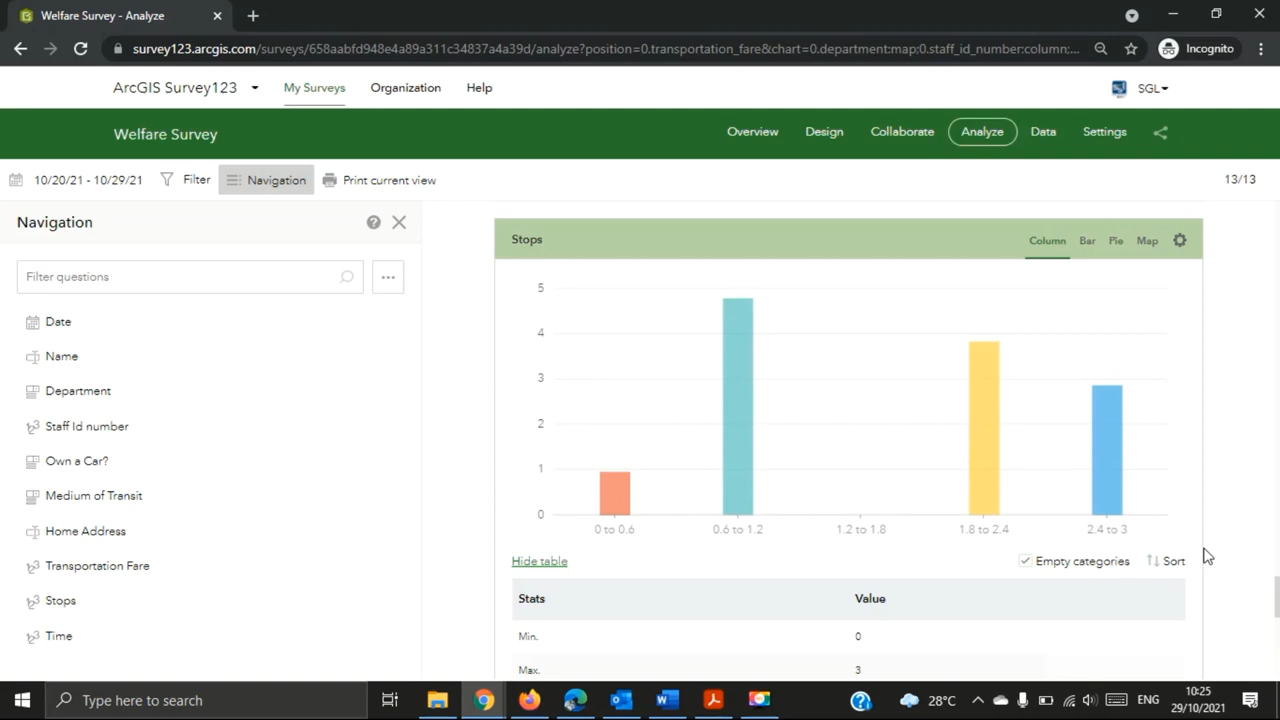 Welfare Survey - Analyze
survey123.arcgis.com/surveys/658aabfd948e4a89a311c34837a4a39d/analyze?position=0.transportation_fare&chart=0.department:map;0.staff_id_number:column;...
Incognito
ArcGIS Survey123
My Surveys
Organization
Help
SGL
Welfare Survey
Overview
Design
Collaborate
Analyze
Data
Settings
10/20/21 - 10/29/21
Filter
Navigation
Print current view
13/13
Navigation
Filter questions
Date
Name
Department
Staff Id number
Own a Car?
Medium of Transit
Home Address
Transportation Fare
Stops
Time
Stops
Column
Bar
Pie
Map
5
4
3
2
1
0
0 to 0.6
0.6 to 1.2
1.2 to 1.8
1.8 to 2.4
2.4 to 3
Hide table
Empty categories
Sort
Stats Value
Min. 0
Max. 3
Type here to search
28°C
ENG
10:25
29/10/2021